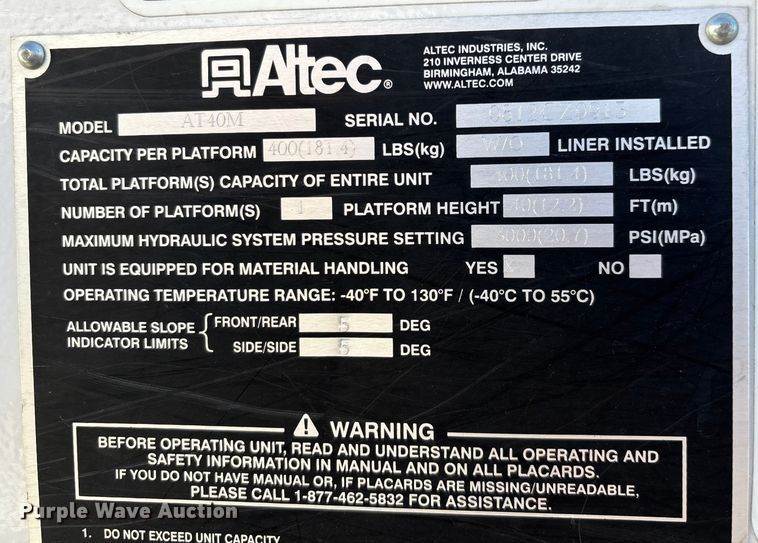 Altec®
ALTEC INDUSTRIES, INC.
210 INVERNESS CENTER DRIVE
BIRMINGHAM, ALABAMA 35242
WWW.ALTEC.COM
MODEL AT40M SERIAL NO.
CAPACITY PER PLATFORM 400(181.4) LBS(kg) W/O LINER INSTALLED
TOTAL PLATFORM(S) CAPACITY OF ENTIRE UNIT 400(181.4) LBS(kg)
NUMBER OF PLATFORM(S) 1 PLATFORM HEIGHT 40(12.2) FT(m)
MAXIMUM HYDRAULIC SYSTEM PRESSURE SETTING 3000(20.7) PSI(MPa)
UNIT IS EQUIPPED FOR MATERIAL HANDLING YES NO
OPERATING TEMPERATURE RANGE: -40°F TO 130°F / (-40°C TO 55°C)
ALLOWABLE SLOPE INDICATOR LIMITS
FRONT/REAR 5 DEG
SIDE/SIDE 5 DEG
⚠ WARNING
BEFORE OPERATING UNIT, READ AND UNDERSTAND ALL OPERATING AND
SAFETY INFORMATION IN MANUAL AND ON ALL PLACARDS.
IF YOU DO NOT HAVE MANUAL OR, IF PLACARDS ARE MISSING/UNREADABLE,
PLEASE CALL 1-877-462-5832 FOR ASSISTANCE.
Purple Wave Auction
1. DO NOT EXCEED UNIT CAPACITY